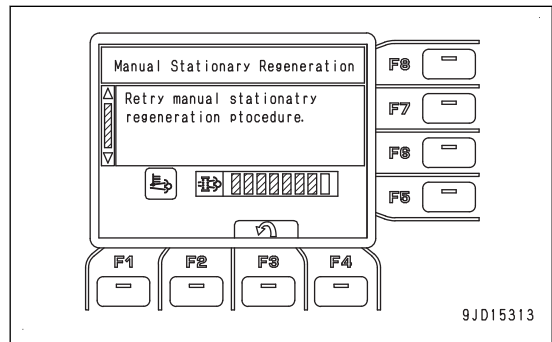 Manual Stationary Regeneration
Retry manual stationatry
regeneration ptocedure.
F8
F7
F6
F5
F1 F2 F3 F4
9JD15313